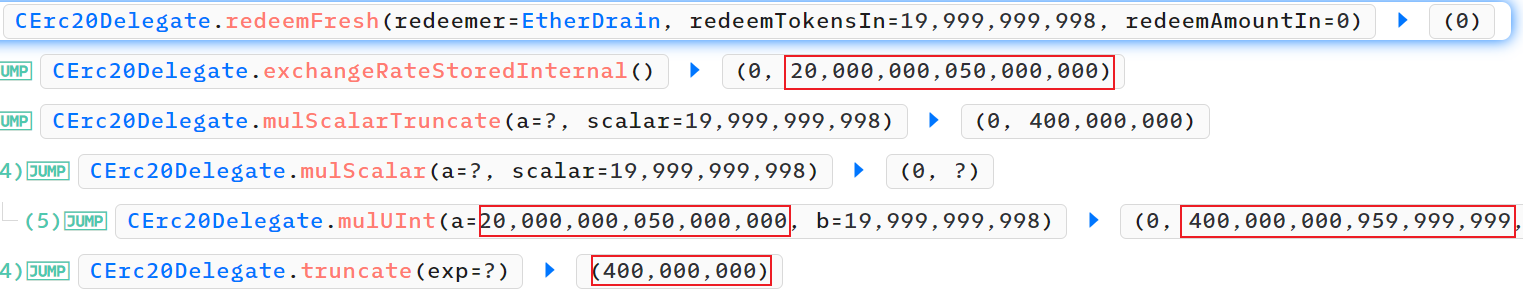 CErc20Delegate.redeemFresh(redeemer=EtherDrain, redeemTokensIn=19,999,999,998, redeemAmountIn=0) ▶ (0)
UMP CErc20Delegate.exchangeRateStoredInternal() ▶ (0, 20,000,000,050,000,000)
UMP CErc20Delegate.mulScalarTruncate(a=?, scalar=19,999,999,998) ▶ (0, 400,000,000)
4) JUMP CErc20Delegate.mulScalar(a=?, scalar=19,999,999,998) ▶ (0, ?)
(5) JUMP CErc20Delegate.mulUInt(a=20,000,000,050,000,000, b=19,999,999,998) ▶ (0, 400,000,000,959,999,999,
4) JUMP CErc20Delegate.truncate(exp=?) ▶ (400,000,000)